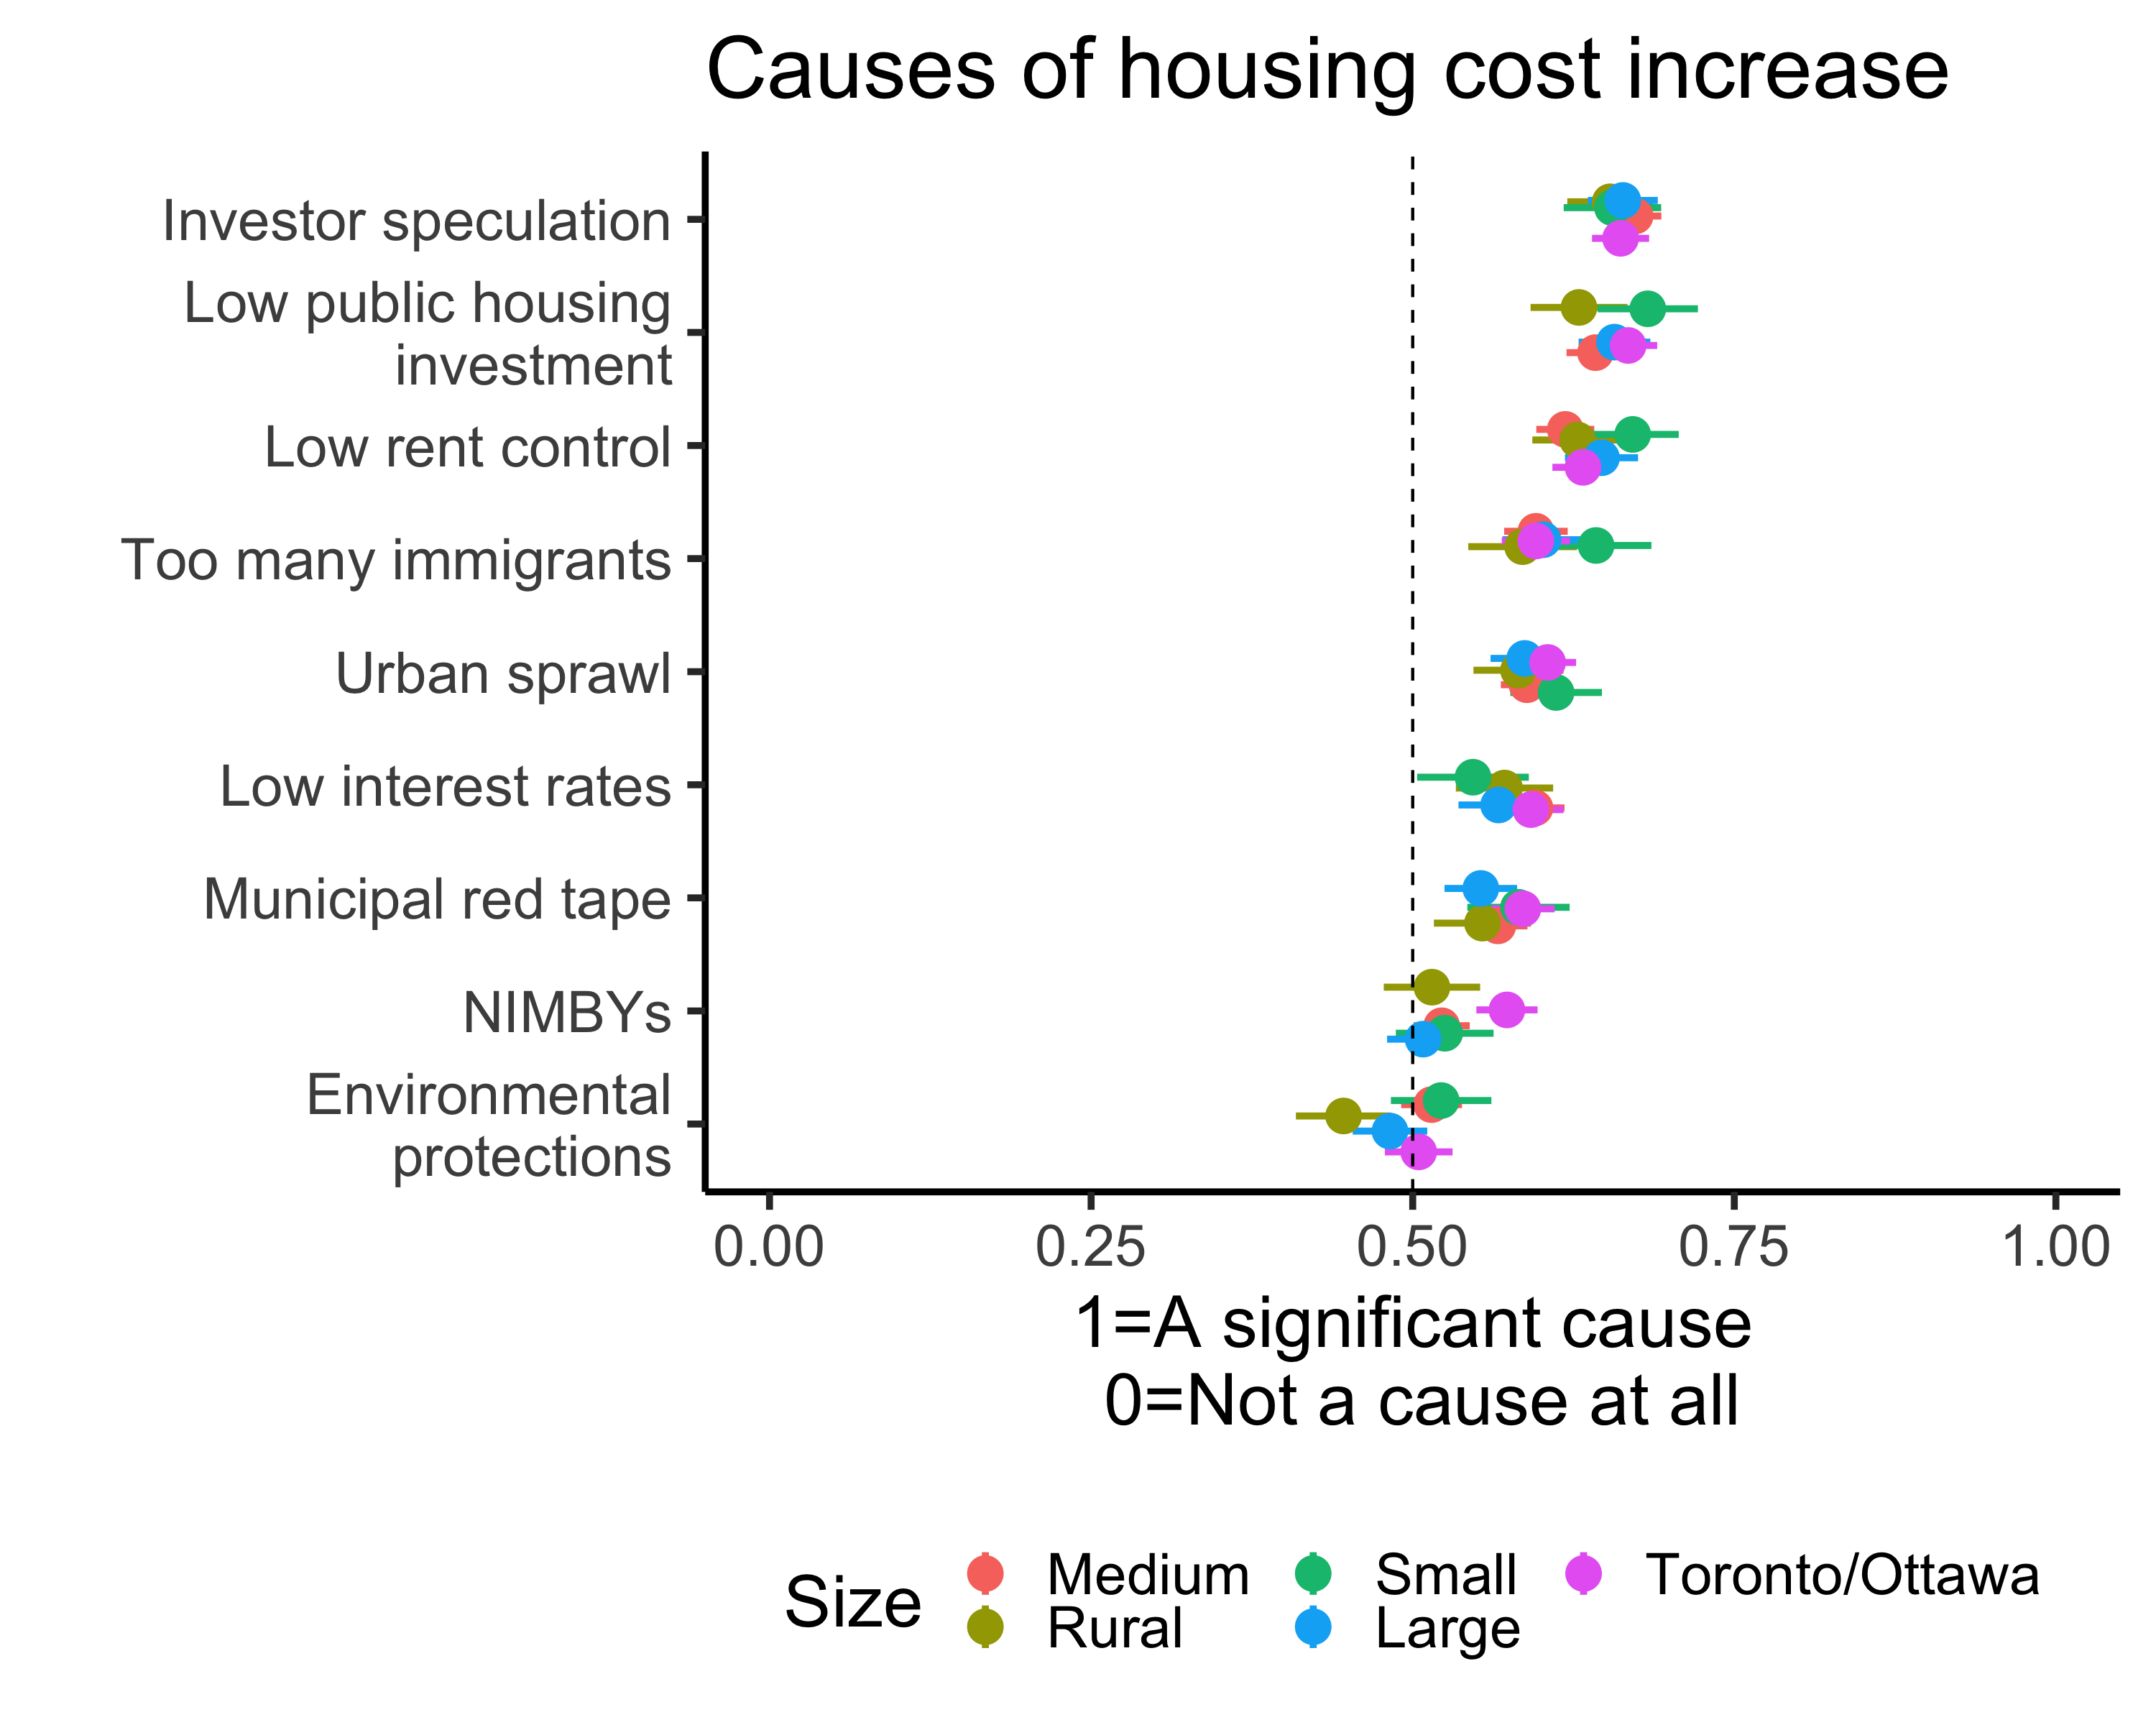 Causes of housing cost increase
Investor speculation
Low public housing
investment
Low rent control
Too many immigrants
Urban sprawl
Low interest rates
Municipal red tape
NIMBYs
Environmental
protections
0.00 0.25 0.50 0.75 1.00
1=A significant cause
0=Not a cause at all
Size
Medium Small Toronto/Ottawa
Rural Large